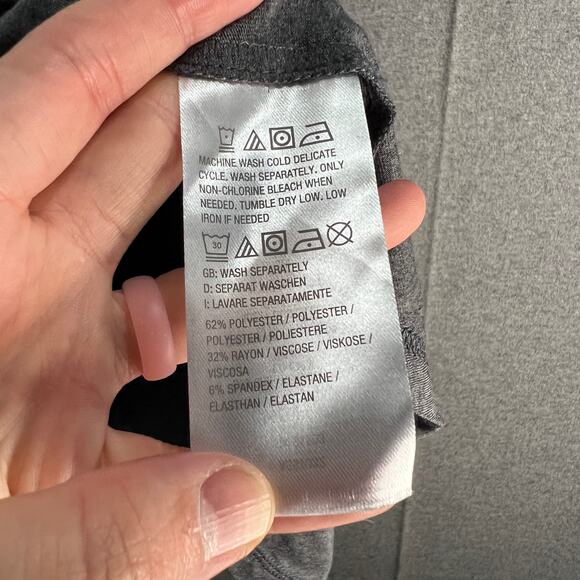 MACHINE WASH COLD DELICATE
CYCLE. WASH SEPARATELY. ONLY
NON-CHLORINE BLEACH WHEN
NEEDED. TUMBLE DRY LOW. LOW
IRON IF NEEDED
30
GB: WASH SEPARATELY
D: SEPARAT WASCHEN
I: LAVARE SEPARATAMENTE
62% POLYESTER / POLYESTER /
POLYESTER / POLIESTERE
32% RAYON / VISCOSE / VISKOSE /
VISCOSA
6% SPANDEX / ELASTANE /
ELASTHAN / ELASTAN